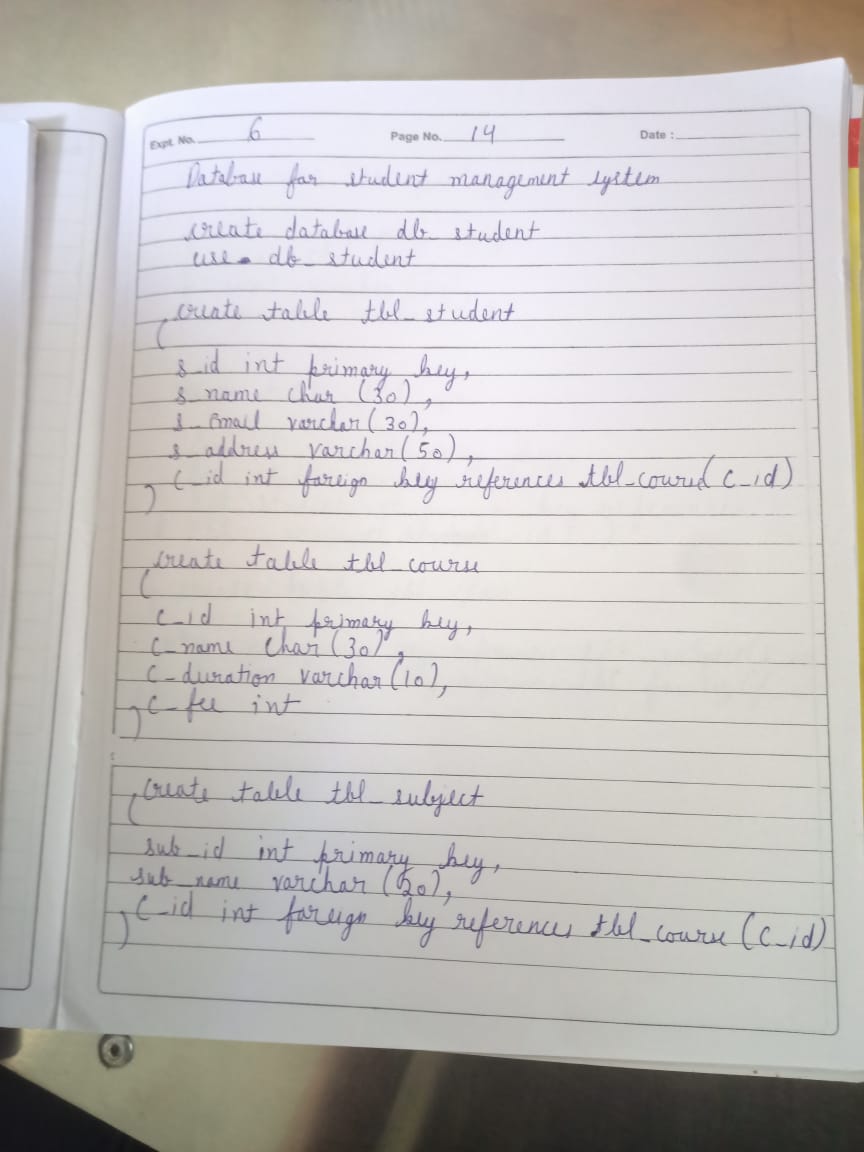 Expt. No. 6 Page No. 14 Date :
Database for student management system
create database db_student
use db_student
create table tbl_student
(
s_id int primary key,
s_name char (30),
s_email varchar (30),
s_address varchar (50),
c_id int foreign key references tbl_course (c_id)
)
create table tbl_course
(
c_id int primary key,
c_name char (30),
c_duration varchar (10),
c_fee int
)
create table tbl_subject
(
sub_id int primary key,
sub_name varchar (20),
c_id int foreign key references tbl_course (c_id)
)